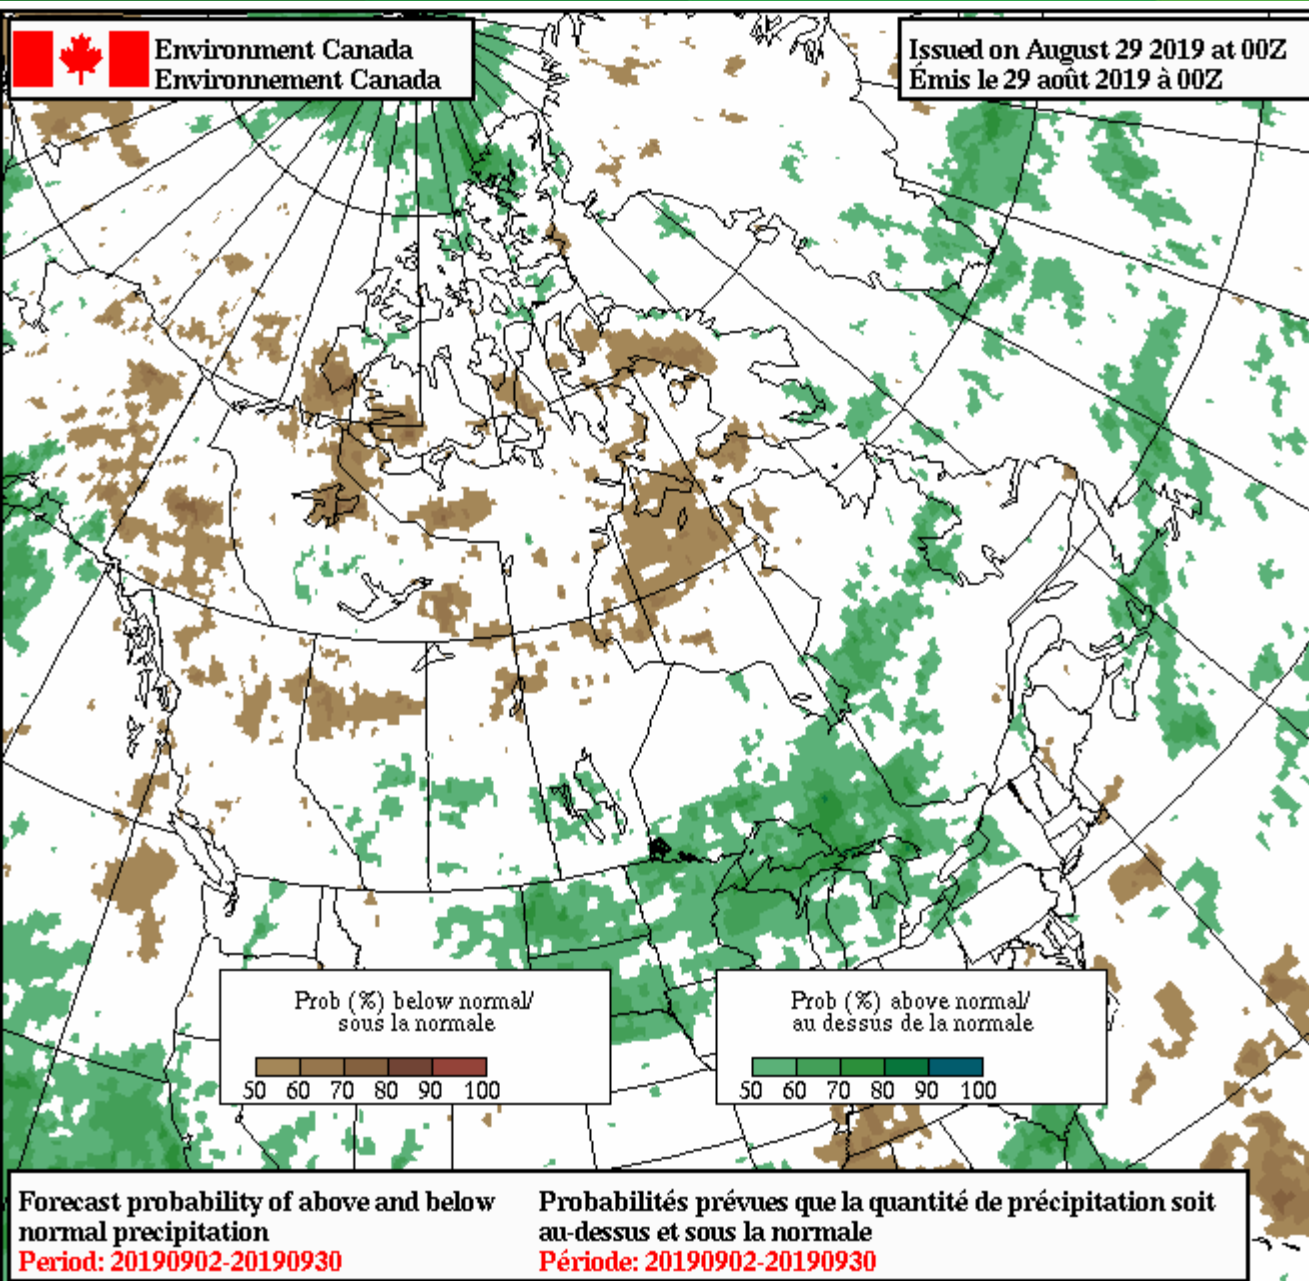 Environment Canada
Environnement Canada
Issued on August 29 2019 at 00Z
Émis le 29 août 2019 à 00Z
Prob (%) below normal/
sous la normale
50 60 70 80 90 100
Prob (%) above normal/
au dessus de la normale
50 60 70 80 90 100
Forecast probability of above and below
normal precipitation
Period: 20190902-20190930
Probabilités prévues que la quantité de précipitation soit
au-dessus et sous la normale
Période: 20190902-20190930